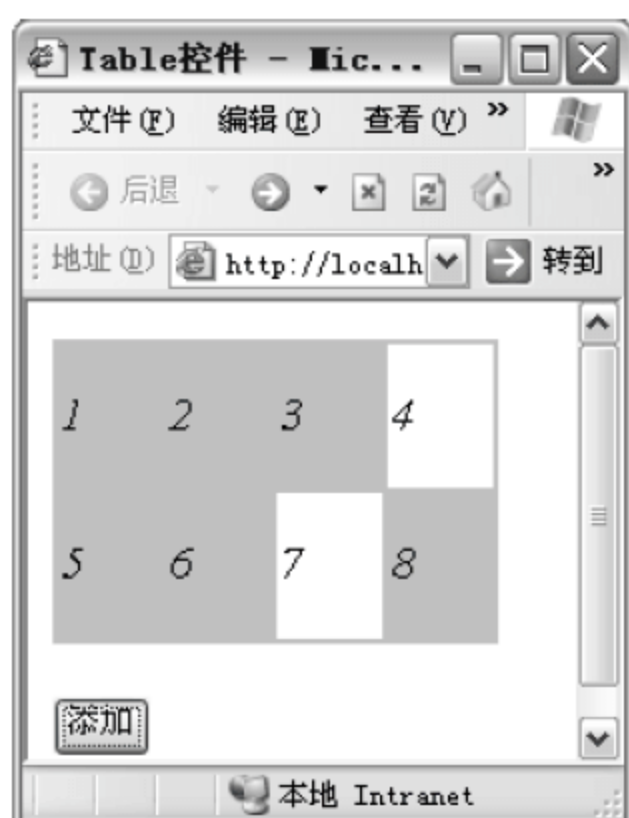 Table控件 - Mic...
文件(F) 编辑(E) 查看(V) »
后退 »
地址(D) http://localh 转到
1 2 3 4
5 6 7 8
添加
本地 Intranet